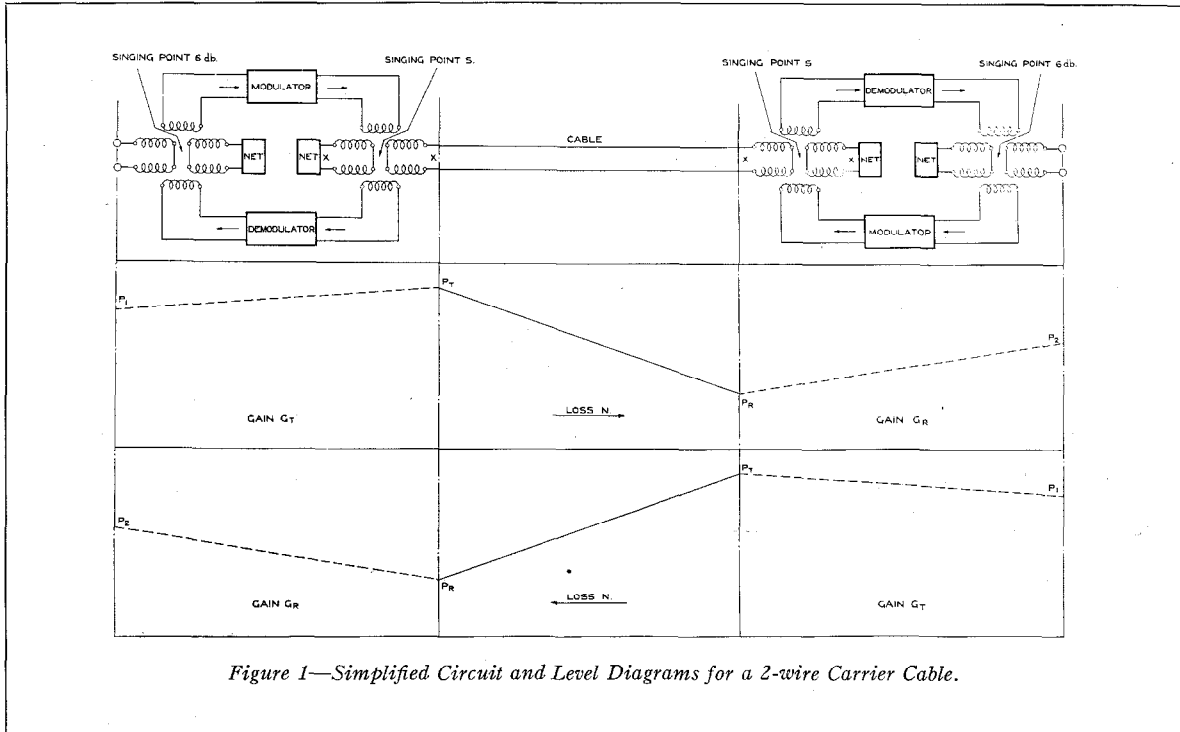 SINGING POINT 6 db.
SINGING POINT S.
SINGING POINT S
SINGING POINT 6 db.
MODULATOR
DEMODULATOR
NET
NET
CABLE
NET
NET
X
X
X
X
DEMODULATOR
MODULATOR
P1
PT
PR
P2
GAIN GT
LOSS N.
GAIN GR
P2
PR
PT
P1
GAIN GR
LOSS N.
GAIN GT
Figure 1—Simplified Circuit and Level Diagrams for a 2-wire Carrier Cable.